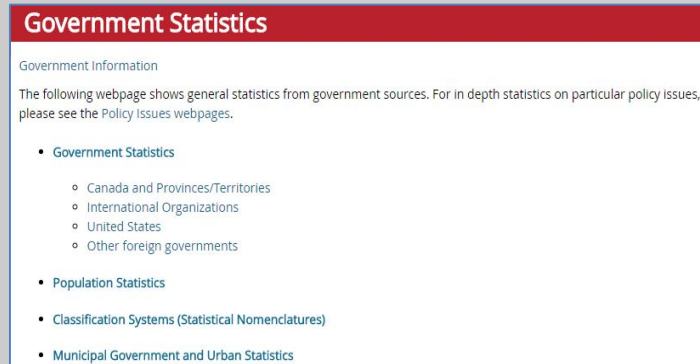 Government Statistics
Government Information
The following webpage shows general statistics from government sources. For in depth statistics on particular policy issues,
please see the Policy Issues webpages.
Government Statistics
Canada and Provinces/Territories
International Organizations
United States
Other foreign governments
Population Statistics
Classification Systems (Statistical Nomenclatures)
Municipal Government and Urban Statistics